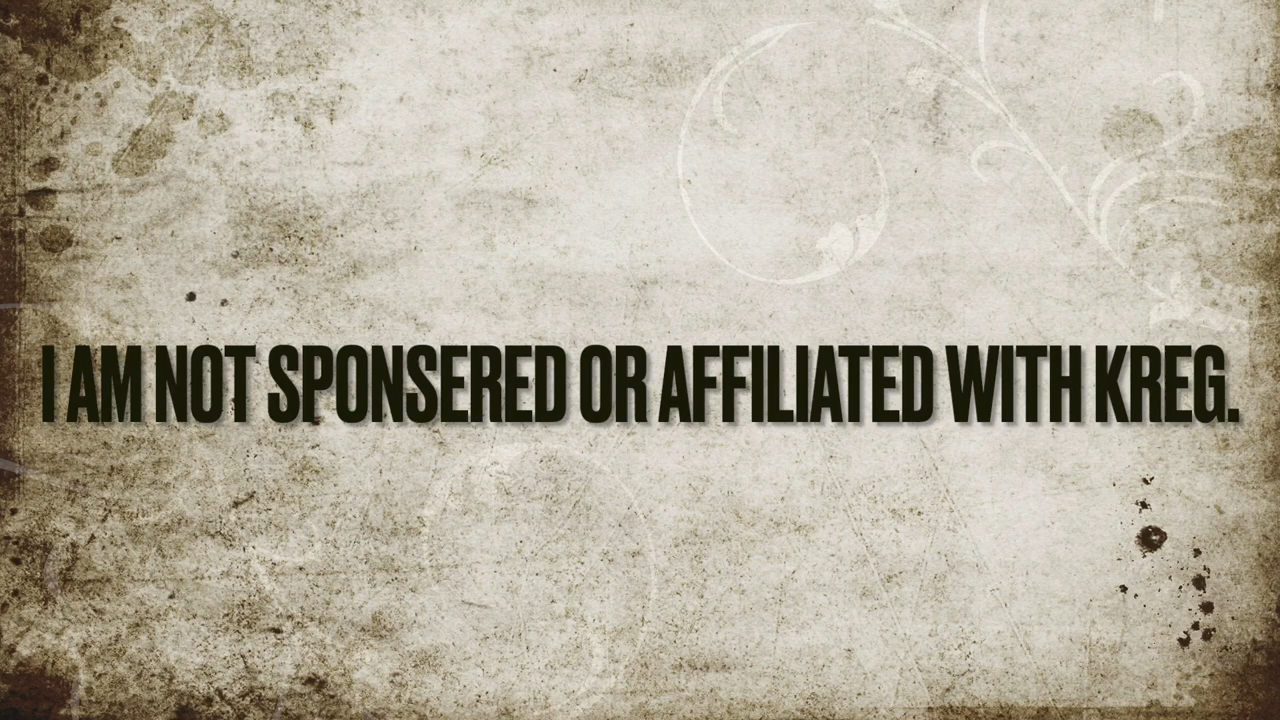 I AM NOT SPONSERED OR AFFILIATED WITH KREG.